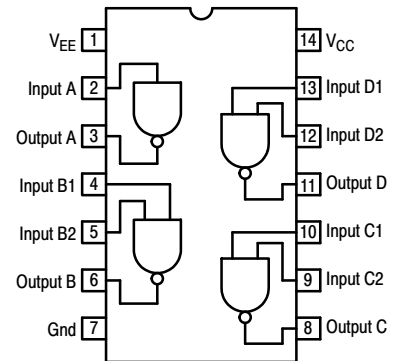 VEE 1 14 VCC
Input A 2 13 Input D1
Output A 3 12 Input D2
Input B1 4 11 Output D
Input B2 5 10 Input C1
Output B 6 9 Input C2
Gnd 7 8 Output C